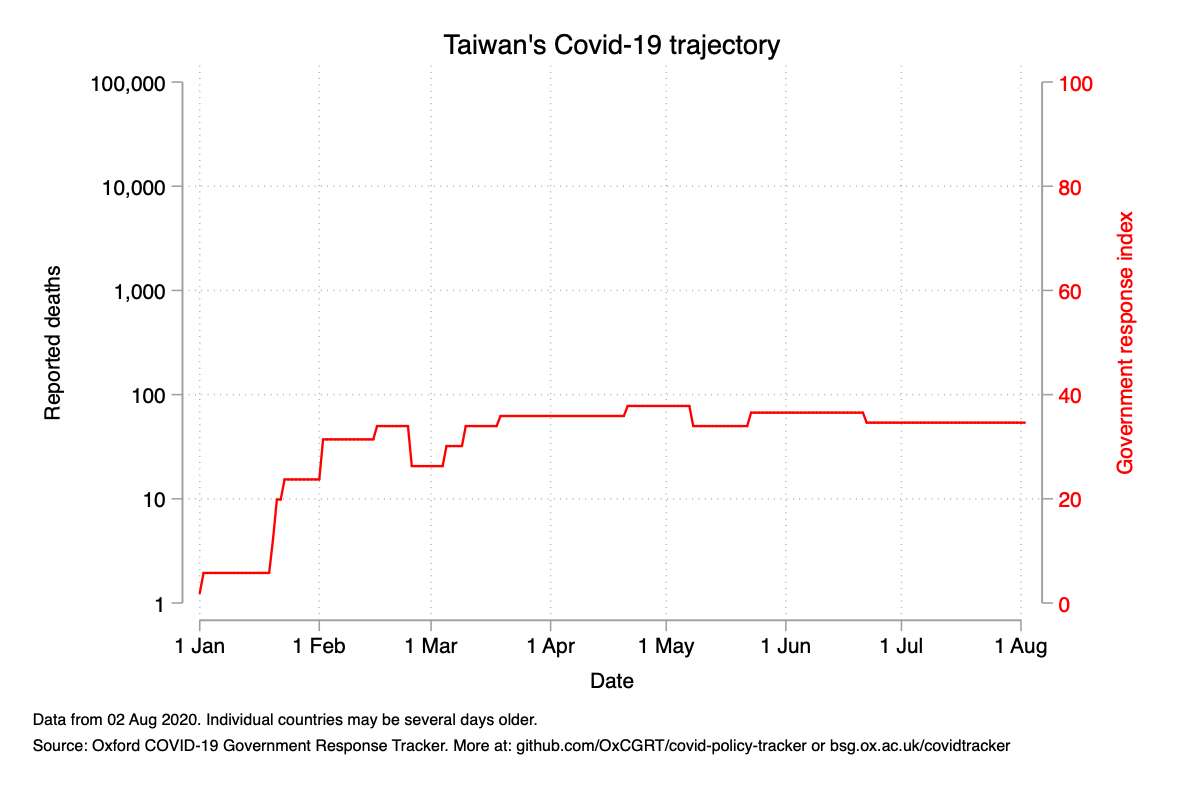 Taiwan's Covid-19 trajectory
100,000
10,000
1,000
100
10
1
Reported deaths
100
80
60
40
20
0
Government response index
1 Jan 1 Feb 1 Mar 1 Apr 1 May 1 Jun 1 Jul 1 Aug
Date
Data from 02 Aug 2020. Individual countries may be several days older.
Source: Oxford COVID-19 Government Response Tracker. More at: github.com/OxCGRT/covid-policy-tracker or bsg.ox.ac.uk/covidtracker